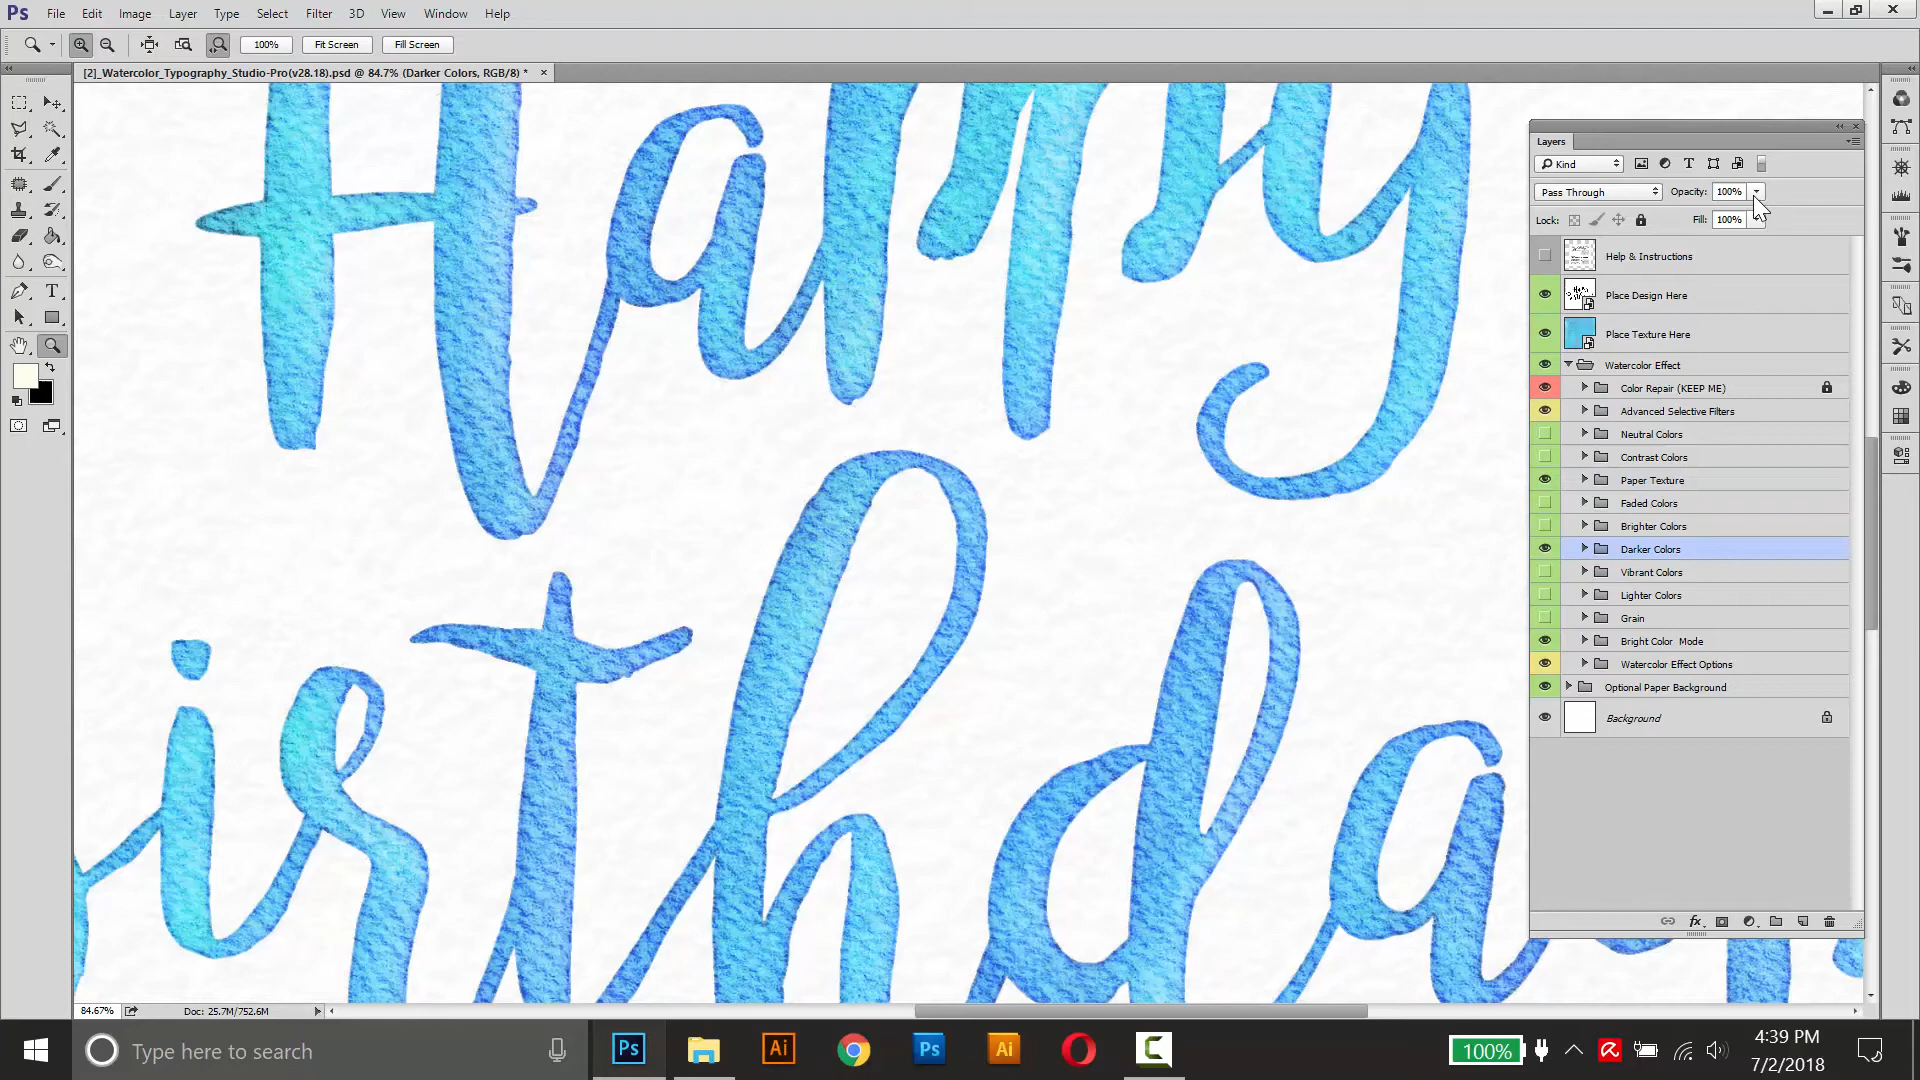 Ps File Edit Image Layer Type Select Filter 3D View Window Help
100% Fit Screen Fill Screen
[2]_Watercolor_Typography_Studio-Pro(v28.18).psd @ 84.7% (Darker Colors, RGB/8) *
Happy
Birthday
Layers
Kind
Pass Through Opacity: 100%
Lock: Fill: 100%
Help & Instructions
Place Design Here
Place Texture Here
Watercolor Effect
Color Repair (KEEP ME)
Advanced Selective Filters
Neutral Colors
Contrast Colors
Paper Texture
Faded Colors
Brighter Colors
Darker Colors
Vibrant Colors
Lighter Colors
Grain
Bright Color Mode
Watercolor Effect Options
Optional Paper Background
Background
84.67% Doc: 25.7M/752.6M
Type here to search
Ps Ai Ps Ai 100% 4:39 PM
7/2/2018